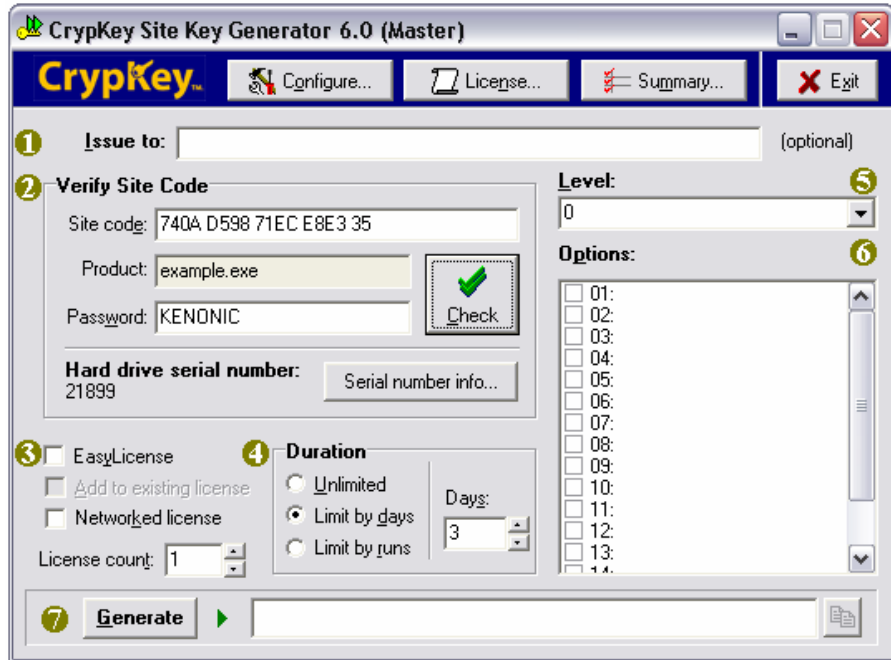 CrypKey Site Key Generator 6.0 (Master)
CrypKey™ Configure... License... Summary... Exit
1 Issue to: (optional)
2 Verify Site Code
Site code: 740A D598 71EC E8E3 35
Product: example.exe
Password: KENONIC
Check
Hard drive serial number:
21899
Serial number info...
3 EasyLicense
Add to existing license
Networked license
License count: 1
4 Duration
Unlimited
Limit by days
Limit by runs
Days:
3
Level: 5
0
Options: 6
01:
02:
03:
04:
05:
06:
07:
08:
09:
10:
11:
12:
13:
14:
7 Generate